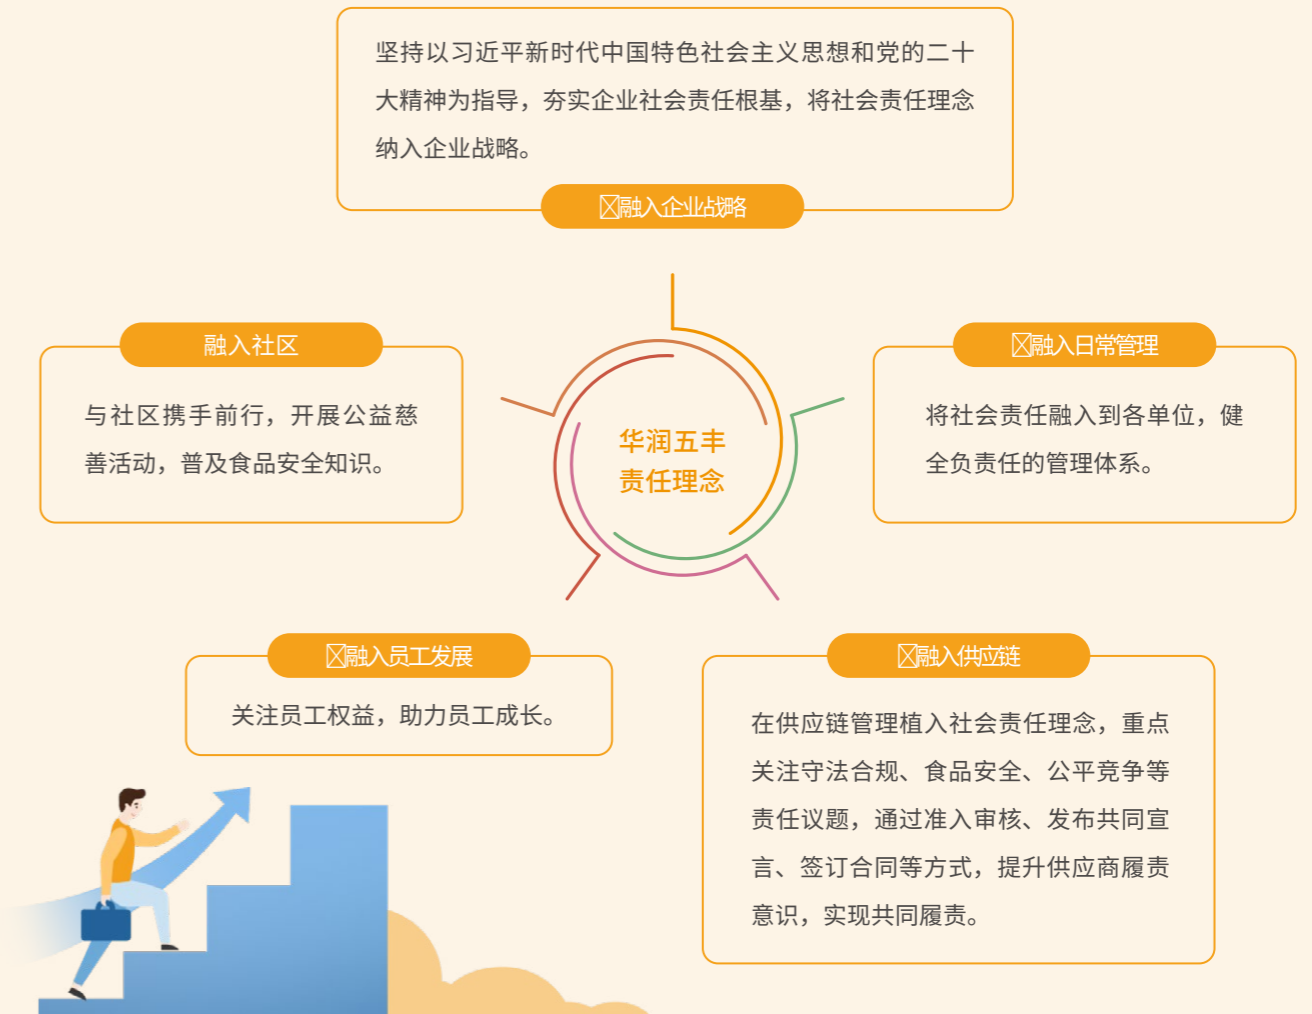 坚持以习近平新时代中国特色社会主义思想和党的二十
大精神为指导，夯实企业社会责任根基，将社会责任理念
纳入企业战略。
融入企业战略
融入社区
与社区携手前行，开展公益慈
善活动，普及食品安全知识。
华润五丰
责任理念
融入日常管理
将社会责任融入到各单位，健
全负责任的管理体系。
融入员工发展
关注员工权益，助力员工成长。
融入供应链
在供应链管理植入社会责任理念，重点
关注守法合规、食品安全、公平竞争等
责任议题，通过准入审核、发布共同宣
言、签订合同等方式，提升供应商履责
意识，实现共同履责。